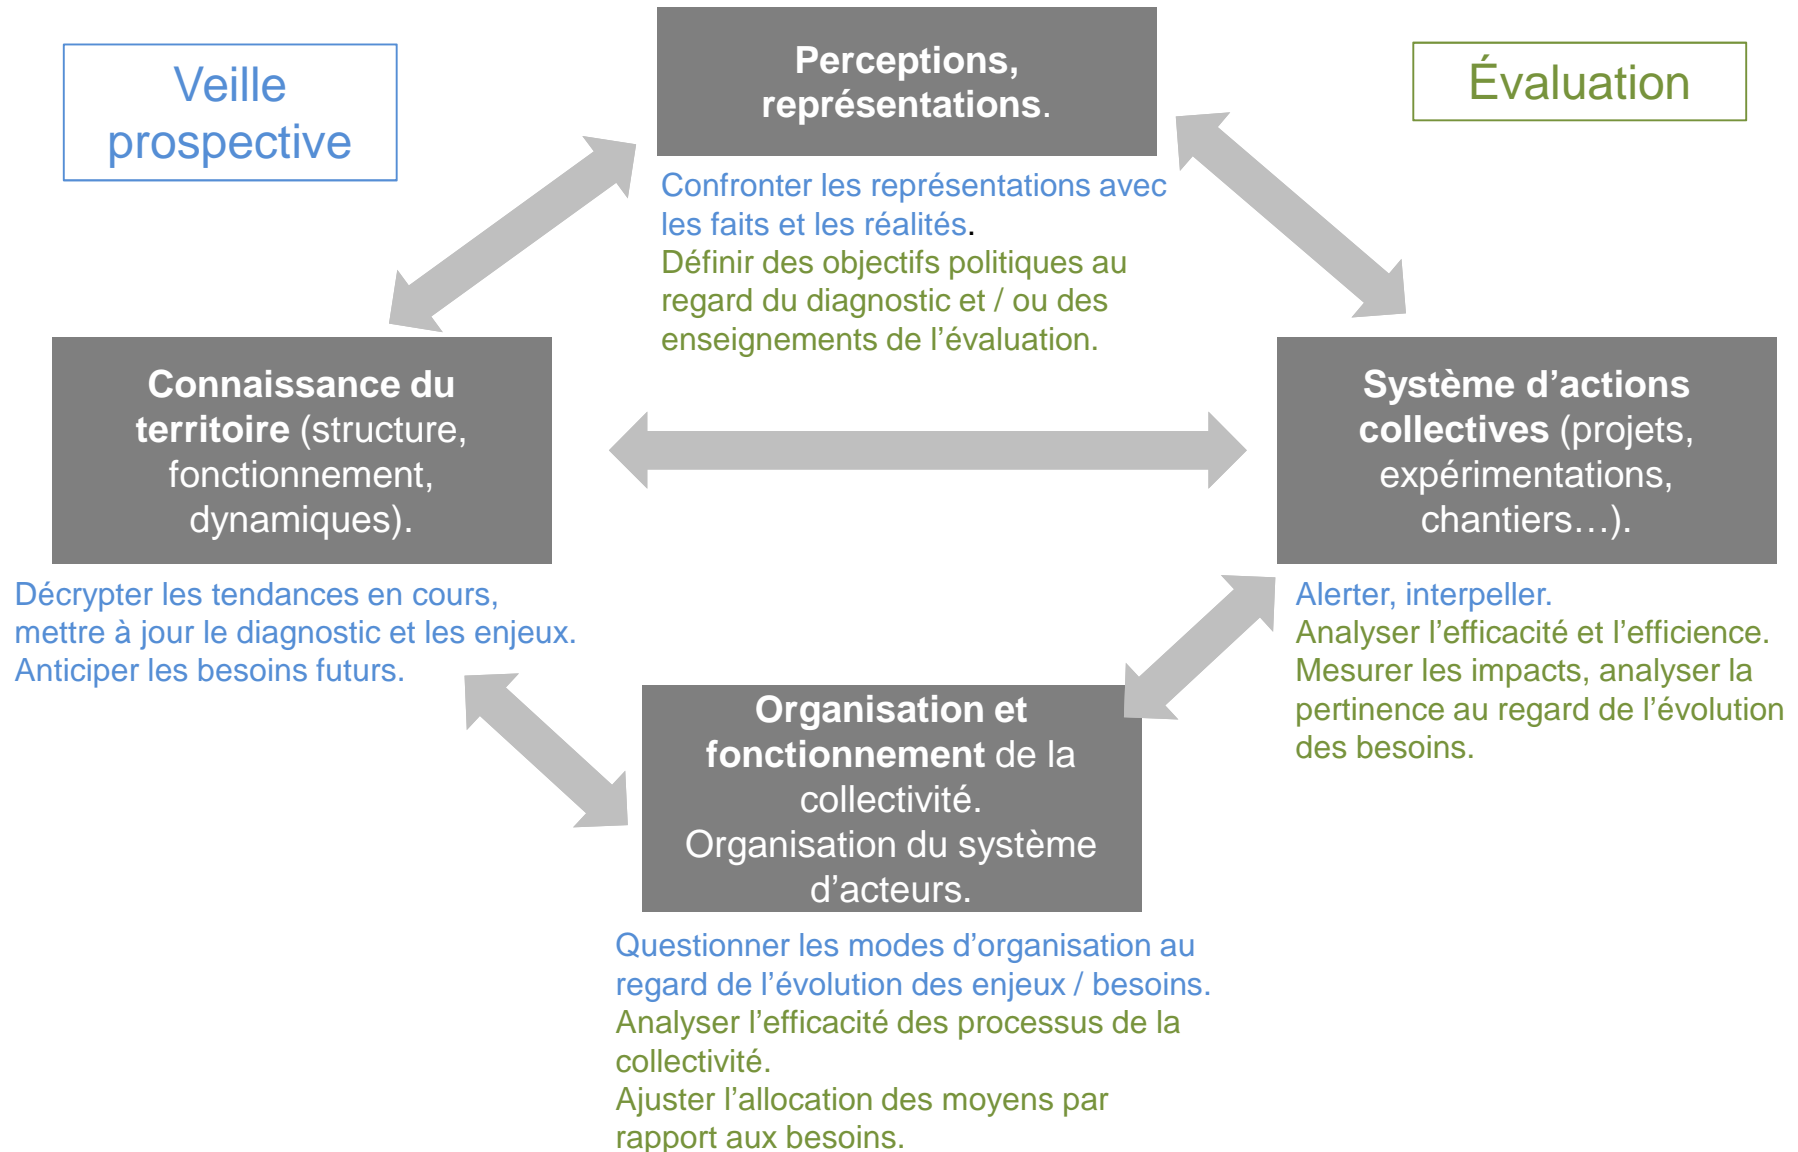 Veille
prospective
Perceptions,
représentations.
Évaluation
Confronter les représentations avec
les faits et les réalités.
Définir des objectifs politiques au
regard du diagnostic et / ou des
enseignements de l’évaluation.
Connaissance du
territoire (structure,
fonctionnement,
dynamiques).
Système d’actions
collectives (projets,
expérimentations,
chantiers…).
Décrypter les tendances en cours,
mettre à jour le diagnostic et les enjeux.
Anticiper les besoins futurs.
Alerter, interpeller.
Analyser l’efficacité et l’efficience.
Mesurer les impacts, analyser la
pertinence au regard de l’évolution
des besoins.
Organisation et
fonctionnement de la
collectivité.
Organisation du système
d’acteurs.
Questionner les modes d’organisation au
regard de l’évolution des enjeux / besoins.
Analyser l’efficacité des processus de la
collectivité.
Ajuster l’allocation des moyens par
rapport aux besoins.